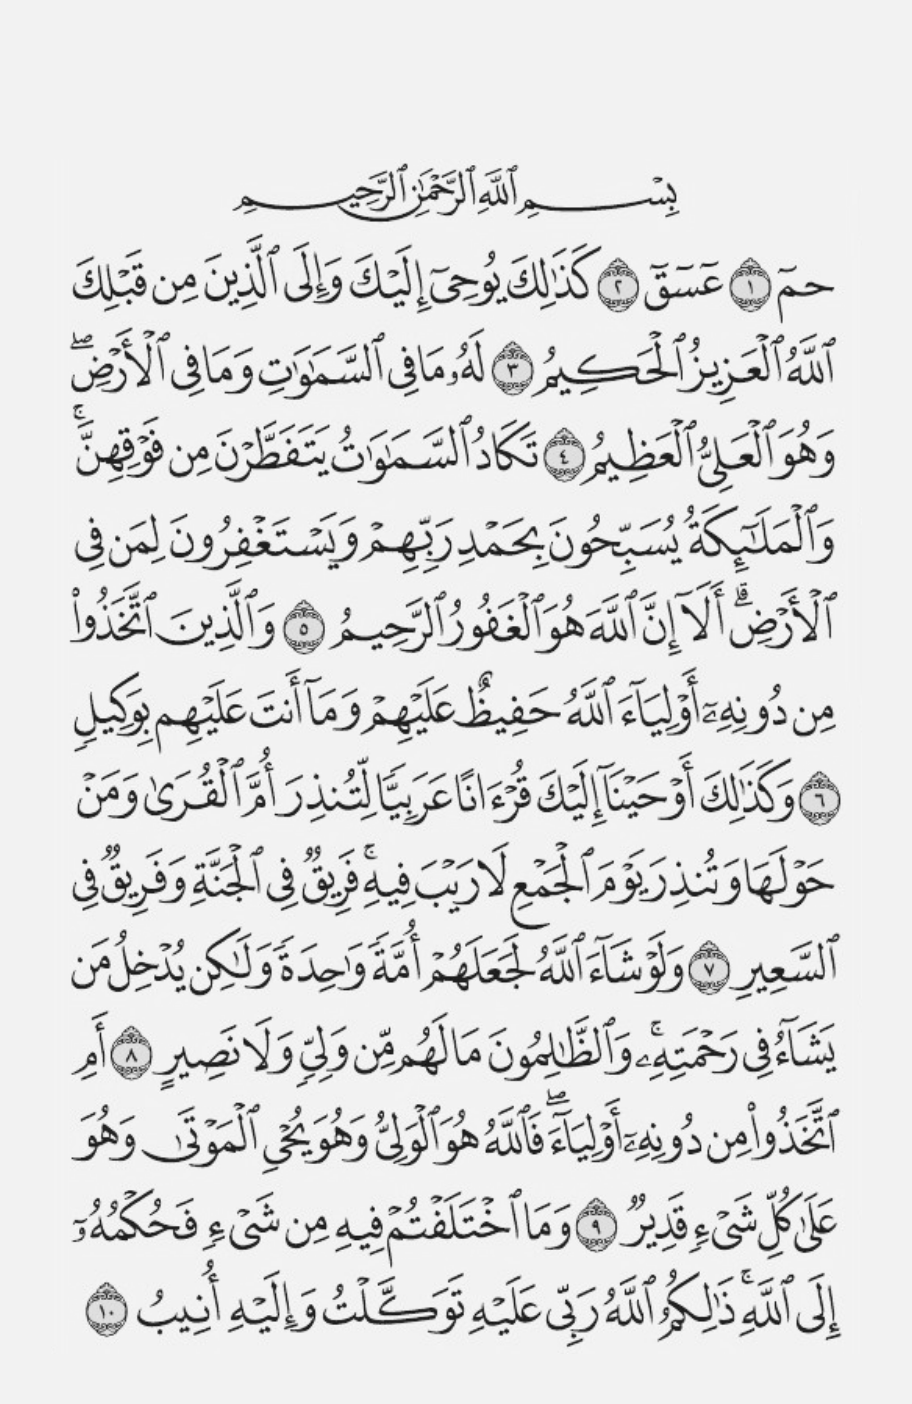 بِسْمِ ٱللَّهِ ٱلرَّحْمَٰنِ ٱلرَّحِيمِ
حمٓ ١ عٓسٓقٓ ٢ كَذَٰلِكَ يُوحِىٓ إِلَيْكَ وَإِلَى ٱلَّذِينَ مِن قَبْلِكَ
ٱللَّهُ ٱلْعَزِيزُ ٱلْحَكِيمُ ٣ لَهُۥ مَا فِى ٱلسَّمَٰوَٰتِ وَمَا فِى ٱلْأَرْضِۖ
وَهُوَ ٱلْعَلِىُّ ٱلْعَظِيمُ ٤ تَكَادُ ٱلسَّمَٰوَٰتُ يَتَفَطَّرْنَ مِن فَوْقِهِنَّۚ
وَٱلْمَلَٰٓئِكَةُ يُسَبِّحُونَ بِحَمْدِ رَبِّهِمْ وَيَسْتَغْفِرُونَ لِمَن فِى
ٱلْأَرْضِۗ أَلَآ إِنَّ ٱللَّهَ هُوَ ٱلْغَفُورُ ٱلرَّحِيمُ ٥ وَٱلَّذِينَ ٱتَّخَذُوا۟
مِن دُونِهِۦٓ أَوْلِيَآءَ ٱللَّهُ حَفِيظٌ عَلَيْهِمْ وَمَآ أَنتَ عَلَيْهِم بِوَكِيلٍ
٦ وَكَذَٰلِكَ أَوْحَيْنَآ إِلَيْكَ قُرْءَانًا عَرَبِيًّا لِّتُنذِرَ أُمَّ ٱلْقُرَىٰ وَمَنْ
حَوْلَهَا وَتُنذِرَ يَوْمَ ٱلْجَمْعِ لَا رَيْبَ فِيهِۚ فَرِيقٌ فِى ٱلْجَنَّةِ وَفَرِيقٌ فِى
ٱلسَّعِيرِ ٧ وَلَوْ شَآءَ ٱللَّهُ لَجَعَلَهُمْ أُمَّةً وَٰحِدَةً وَلَٰكِن يُدْخِلُ مَن
يَشَآءُ فِى رَحْمَتِهِۦۚ وَٱلظَّٰلِمُونَ مَا لَهُم مِّن وَلِىٍّ وَلَا نَصِيرٍ ٨ أَمِ
ٱتَّخَذُوا۟ مِن دُونِهِۦٓ أَوْلِيَآءَۖ فَٱللَّهُ هُوَ ٱلْوَلِىُّ وَهُوَ يُحْىِ ٱلْمَوْتَىٰ وَهُوَ
عَلَىٰ كُلِّ شَىْءٍ قَدِيرٌ ٩ وَمَا ٱخْتَلَفْتُمْ فِيهِ مِن شَىْءٍ فَحُكْمُهُۥٓ
إِلَى ٱللَّهِۚ ذَٰلِكُمُ ٱللَّهُ رَبِّى عَلَيْهِ تَوَكَّلْتُ وَإِلَيْهِ أُنِيبُ ١٠